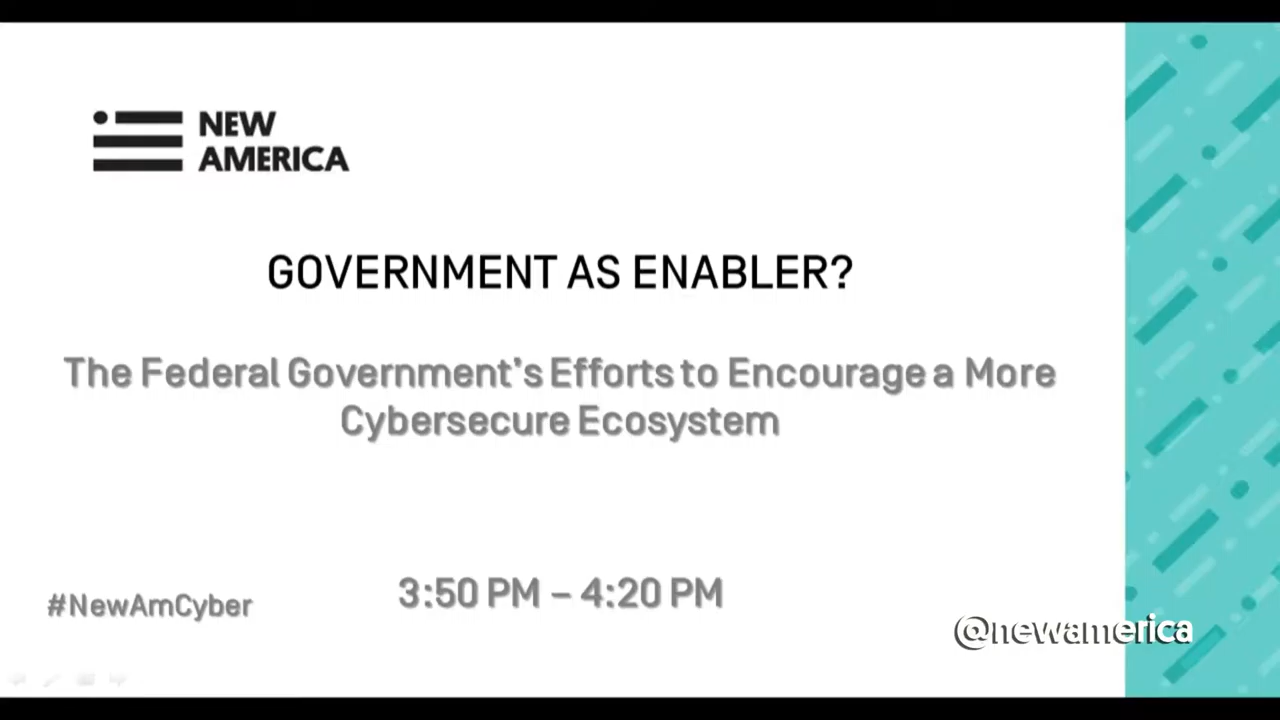 NEW
AMERICA
GOVERNMENT AS ENABLER?
The Federal Government's Efforts to Encourage a More
Cybersecure Ecosystem
3:50 PM – 4:20 PM
#NewAmCyber
@newamerica